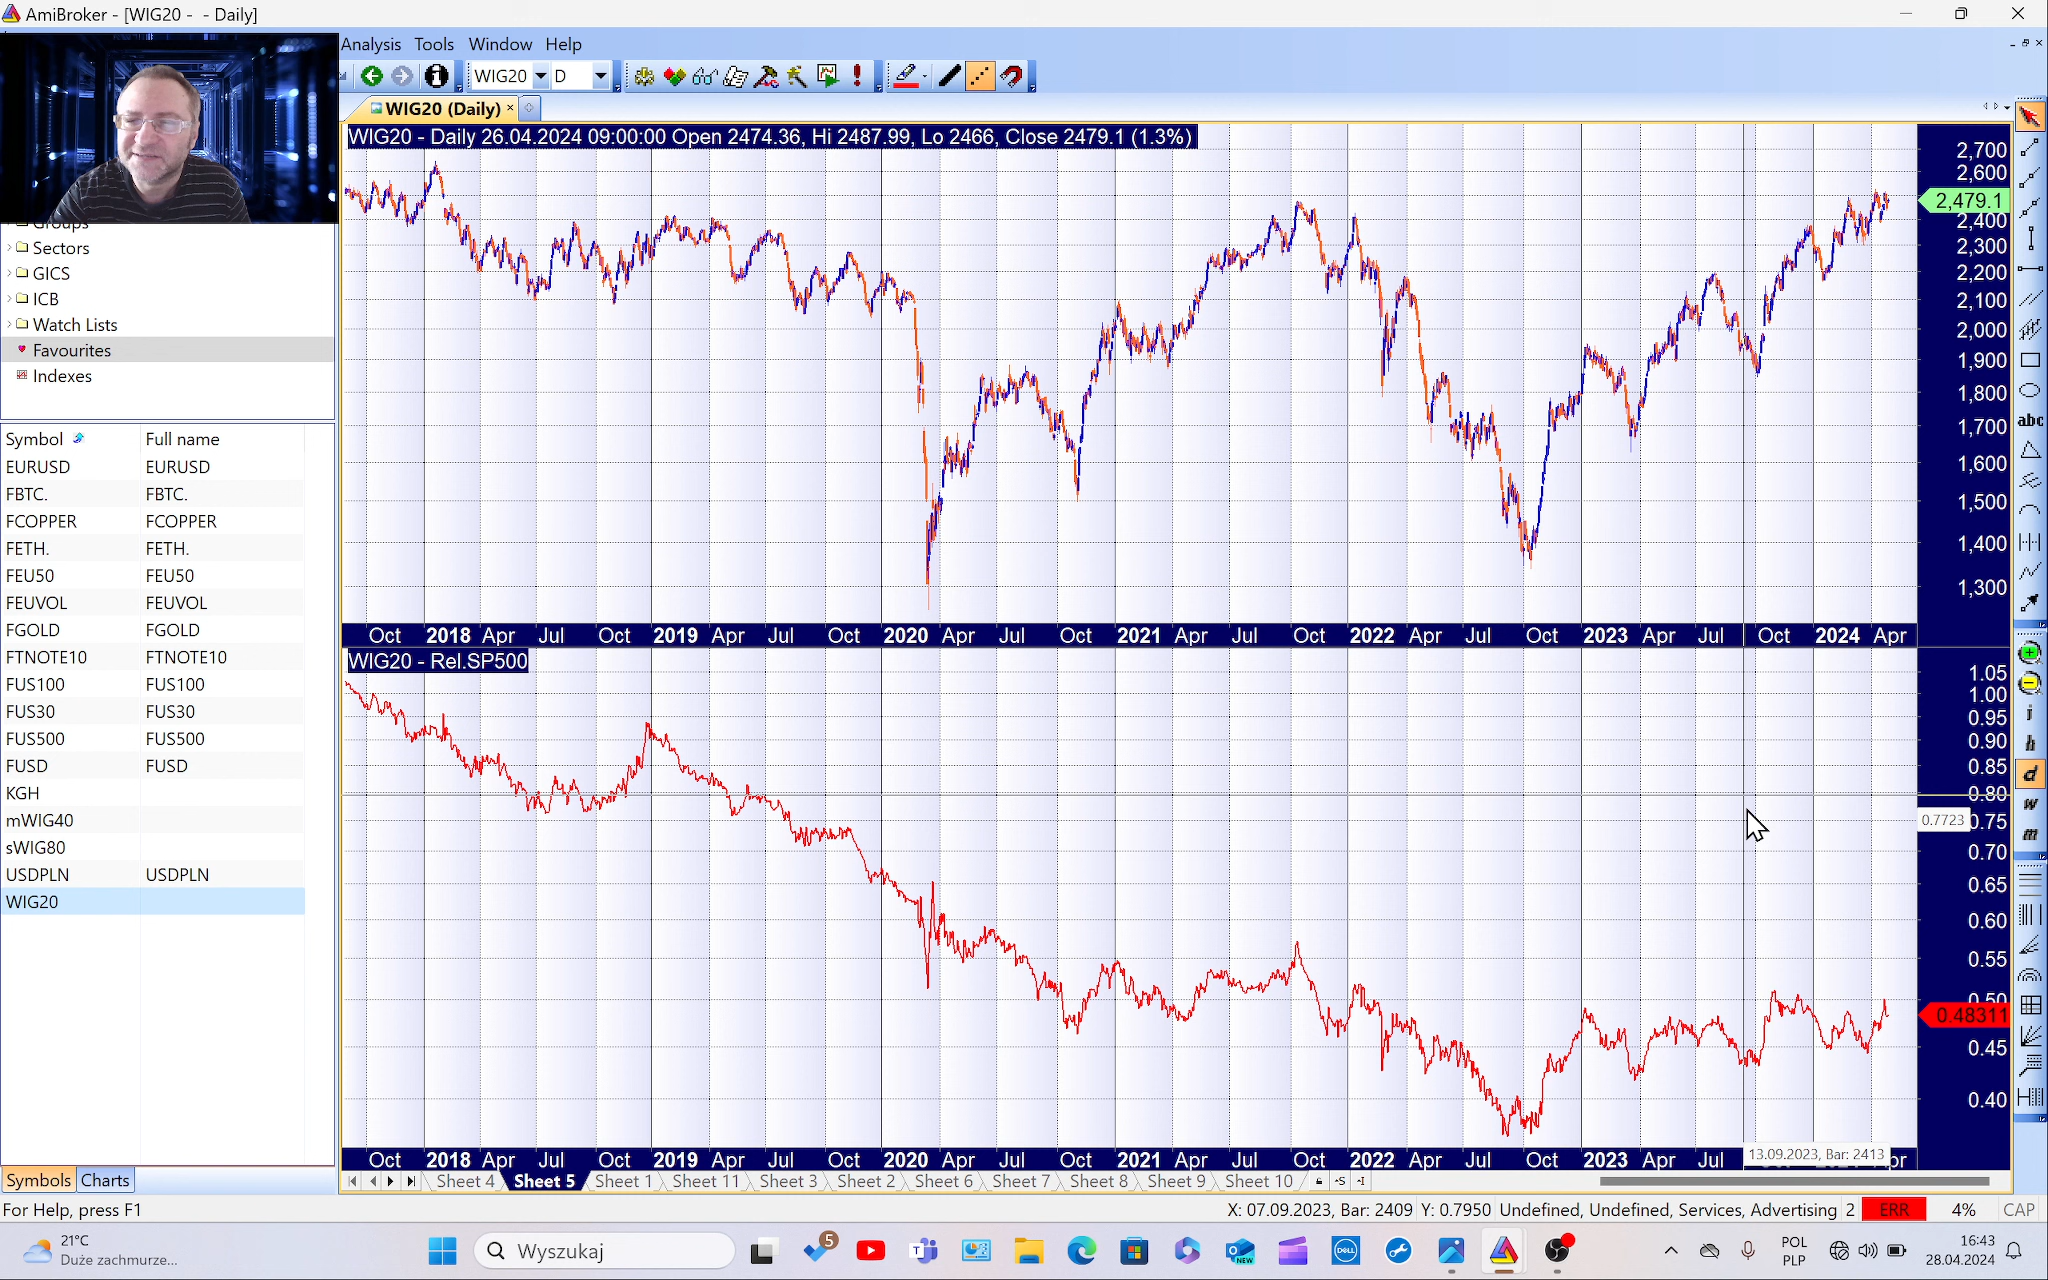 AmiBroker - [WIG20 - - Daily]
Analysis Tools Window Help
WIG20 D
WIG20 (Daily)
WIG20 - Daily 26.04.2024 09:00:00 Open 2474.36, Hi 2487.99, Lo 2466, Close 2479.1 (1.3%)
2,700
2,600
2,479.1
2,400
2,300
2,200
2,100
2,000
1,900
1,800
1,700
1,600
1,500
1,400
1,300
Oct 2018 Apr Jul Oct 2019 Apr Jul Oct 2020 Apr Jul Oct 2021 Apr Jul Oct 2022 Apr Jul Oct 2023 Apr Jul Oct 2024 Apr
Groups
Sectors
GICS
ICB
Watch Lists
Favourites
Indexes
Symbol Full name
EURUSD EURUSD
FBTC. FBTC.
FCOPPER FCOPPER
FETH. FETH.
FEU50 FEU50
FEUVOL FEUVOL
FGOLD FGOLD
FTNOTE10 FTNOTE10
FUS100 FUS100
FUS30 FUS30
FUS500 FUS500
FUSD FUSD
KGH
mWIG40
sWIG80
USDPLN USDPLN
WIG20
WIG20 - Rel.SP500
1.05
1.00
0.95
0.90
0.85
0.80
0.7723
0.75
0.70
0.65
0.60
0.55
0.50
0.48311
0.45
0.40
13.09.2023, Bar: 2413
Oct 2018 Apr Jul Oct 2019 Apr Jul Oct 2020 Apr Jul Oct 2021 Apr Jul Oct 2022 Apr Jul Oct 2023 Apr Jul
abc
i
h
d
w
m
Symbols Charts
Sheet 4 Sheet 5 Sheet 1 Sheet 11 Sheet 3 Sheet 2 Sheet 6 Sheet 7 Sheet 8 Sheet 9 Sheet 10
For Help, press F1
X: 07.09.2023, Bar: 2409 Y: 0.7950 Undefined, Undefined, Services, Advertising 2 ERR 4% CAP
21°C
Duże zachmurze...
Wyszukaj
5
NEW
DELL
POL
PLP
16:43
28.04.2024